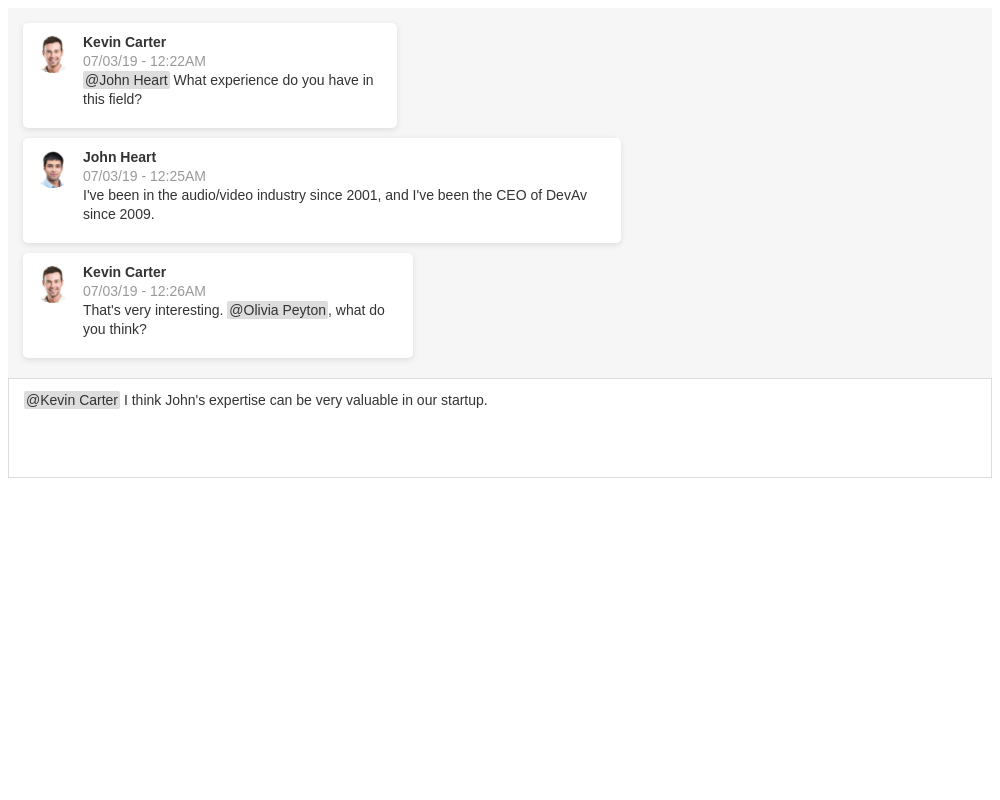 Kevin Carter
07/03/19 - 12:22AM
@John Heart What experience do you have in
this field?
John Heart
07/03/19 - 12:25AM
I've been in the audio/video industry since 2001, and I've been the CEO of DevAv
since 2009.
Kevin Carter
07/03/19 - 12:26AM
That's very interesting. @Olivia Peyton, what do
you think?
@Kevin Carter I think John's expertise can be very valuable in our startup.